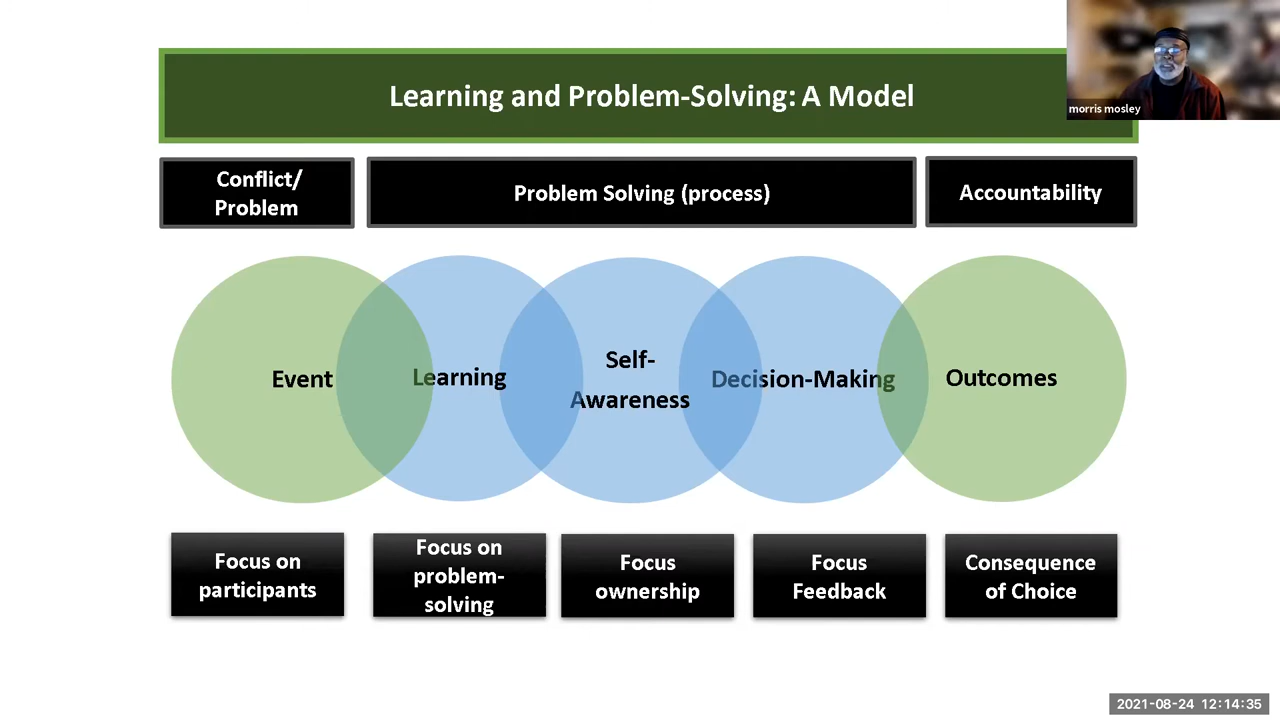 Learning and Problem-Solving: A Model
morris mosley
Conflict/
Problem
Problem Solving (process)
Accountability
Event
Learning
Self-
Awareness
Decision-Making
Outcomes
Focus on
participants
Focus on
problem-
solving
Focus
ownership
Focus
Feedback
Consequence
of Choice
2021-08-24 12:14:35